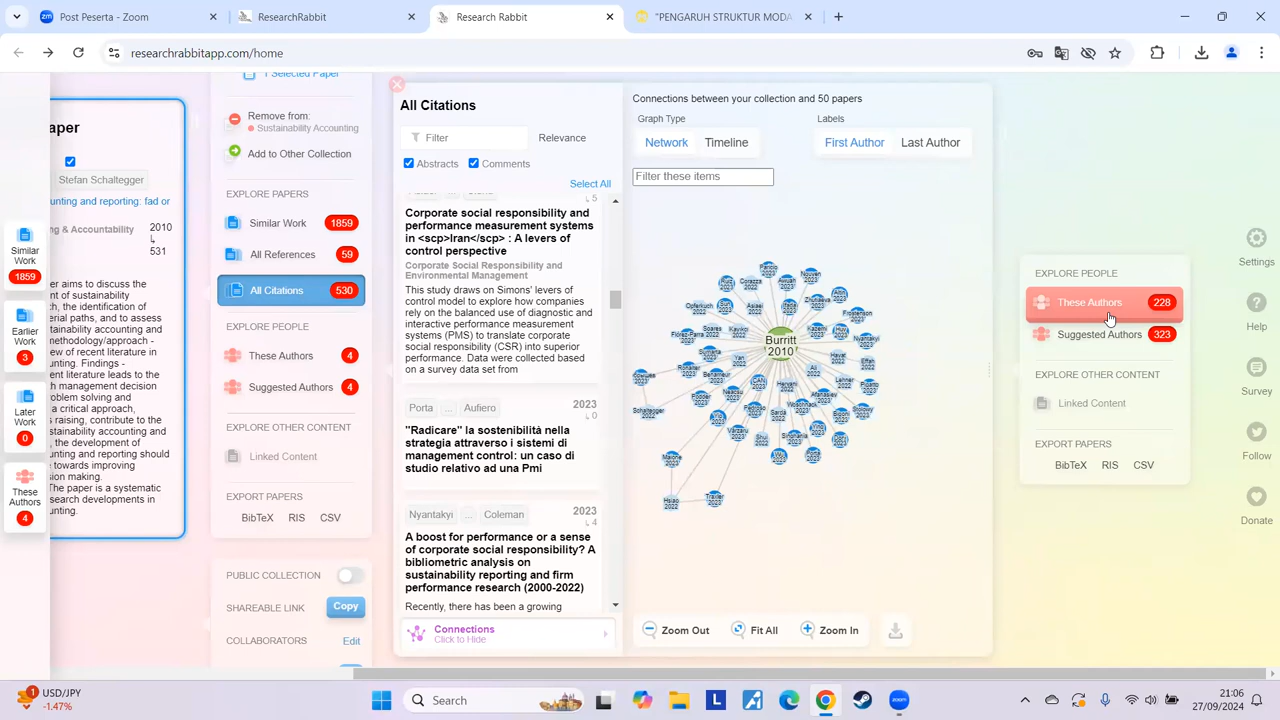 Post Peserta - Zoom
ResearchRabbit
Research Rabbit
"PENGARUH STRUKTUR MODA
researchrabbitapp.com/home
aper
Stefan Schaltegger
unting and reporting: fad or
ng & Accountability
2010
↳
531
er aims to discuss the
nt of sustainability
ch, the identification of
rial paths, and to assess
tainability accounting and
methodology/approach -
ew of recent literature in
unting. Findings -
ent literature leads to the
h management decision
problem solving and
a critical approach,
s raising, contribute to the
stainability accounting and
, the development of
ounting and reporting should
e towards improving
sion making.
The paper is a systematic
esearch developments in
unting.
Similar
Work
1859
Earlier
Work
3
Later
Work
0
These
Authors
4
1 Selected Paper
Remove from:
Sustainability Accounting
Add to Other Collection
EXPLORE PAPERS
Similar Work 1859
All References 59
All Citations 530
EXPLORE PEOPLE
These Authors 4
Suggested Authors 4
EXPLORE OTHER CONTENT
Linked Content
EXPORT PAPERS
BibTeX RIS CSV
PUBLIC COLLECTION
SHAREABLE LINK Copy
COLLABORATORS Edit
All Citations
Filter
Relevance
Abstracts Comments
Select All
↳ 5
Corporate social responsibility and
performance measurement systems
in <scp>Iran</scp> : A levers of
control perspective
Corporate Social Responsibility and
Environmental Management
This study draws on Simons' levers of
control model to explore how companies
rely on the balanced use of diagnostic
and interactive performance measurement
systems (PMS) to translate corporate
social responsibility (CSR) into superior
performance. Data were collected based
on a survey data set from
Porta ... Aufiero 2023
↳ 0
"Radicare" la sostenibilità nella
strategia attraverso i sistemi di
management control: un caso di
studio relativo ad una Pmi
Nyantakyi ... Coleman 2023
↳ 4
A boost for performance or a sense
of corporate social responsibility? A
bibliometric analysis on
sustainability reporting and firm
performance research (2000-2022)
Recently, there has been a growing
Connections
Click to Hide
Connections between your collection and 50 papers
Graph Type
Network Timeline
Labels
First Author Last Author
Filter these items
Burritt
2010
Zoom Out Fit All Zoom In
EXPLORE PEOPLE
These Authors 228
Suggested Authors 323
EXPLORE OTHER CONTENT
Linked Content
EXPORT PAPERS
BibTeX RIS CSV
Settings
Help
Survey
Follow
Donate
1
USD/JPY
-1.47%
Search
21:06
27/09/2024